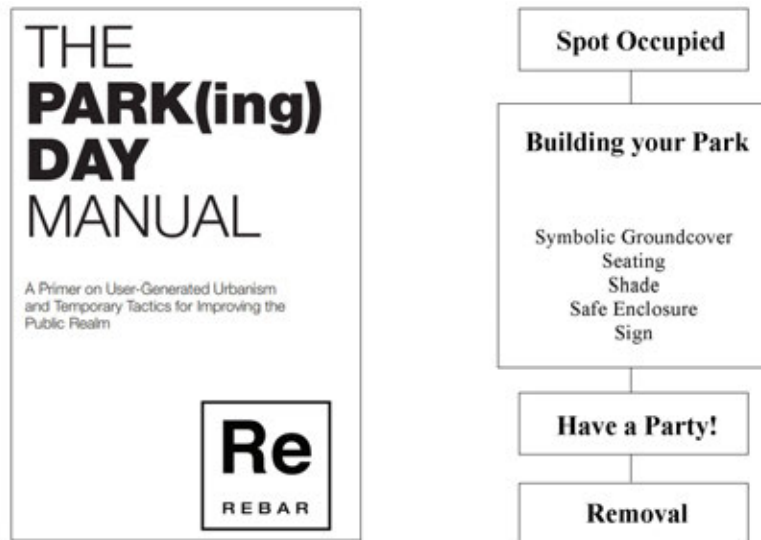 THE
PARK(ing)
DAY
MANUAL
A Primer on User-Generated Urbanism
and Temporary Tactics for Improving the
Public Realm
Re
REBAR
Spot Occupied
Building your Park
Symbolic Groundcover
Seating
Shade
Safe Enclosure
Sign
Have a Party!
Removal